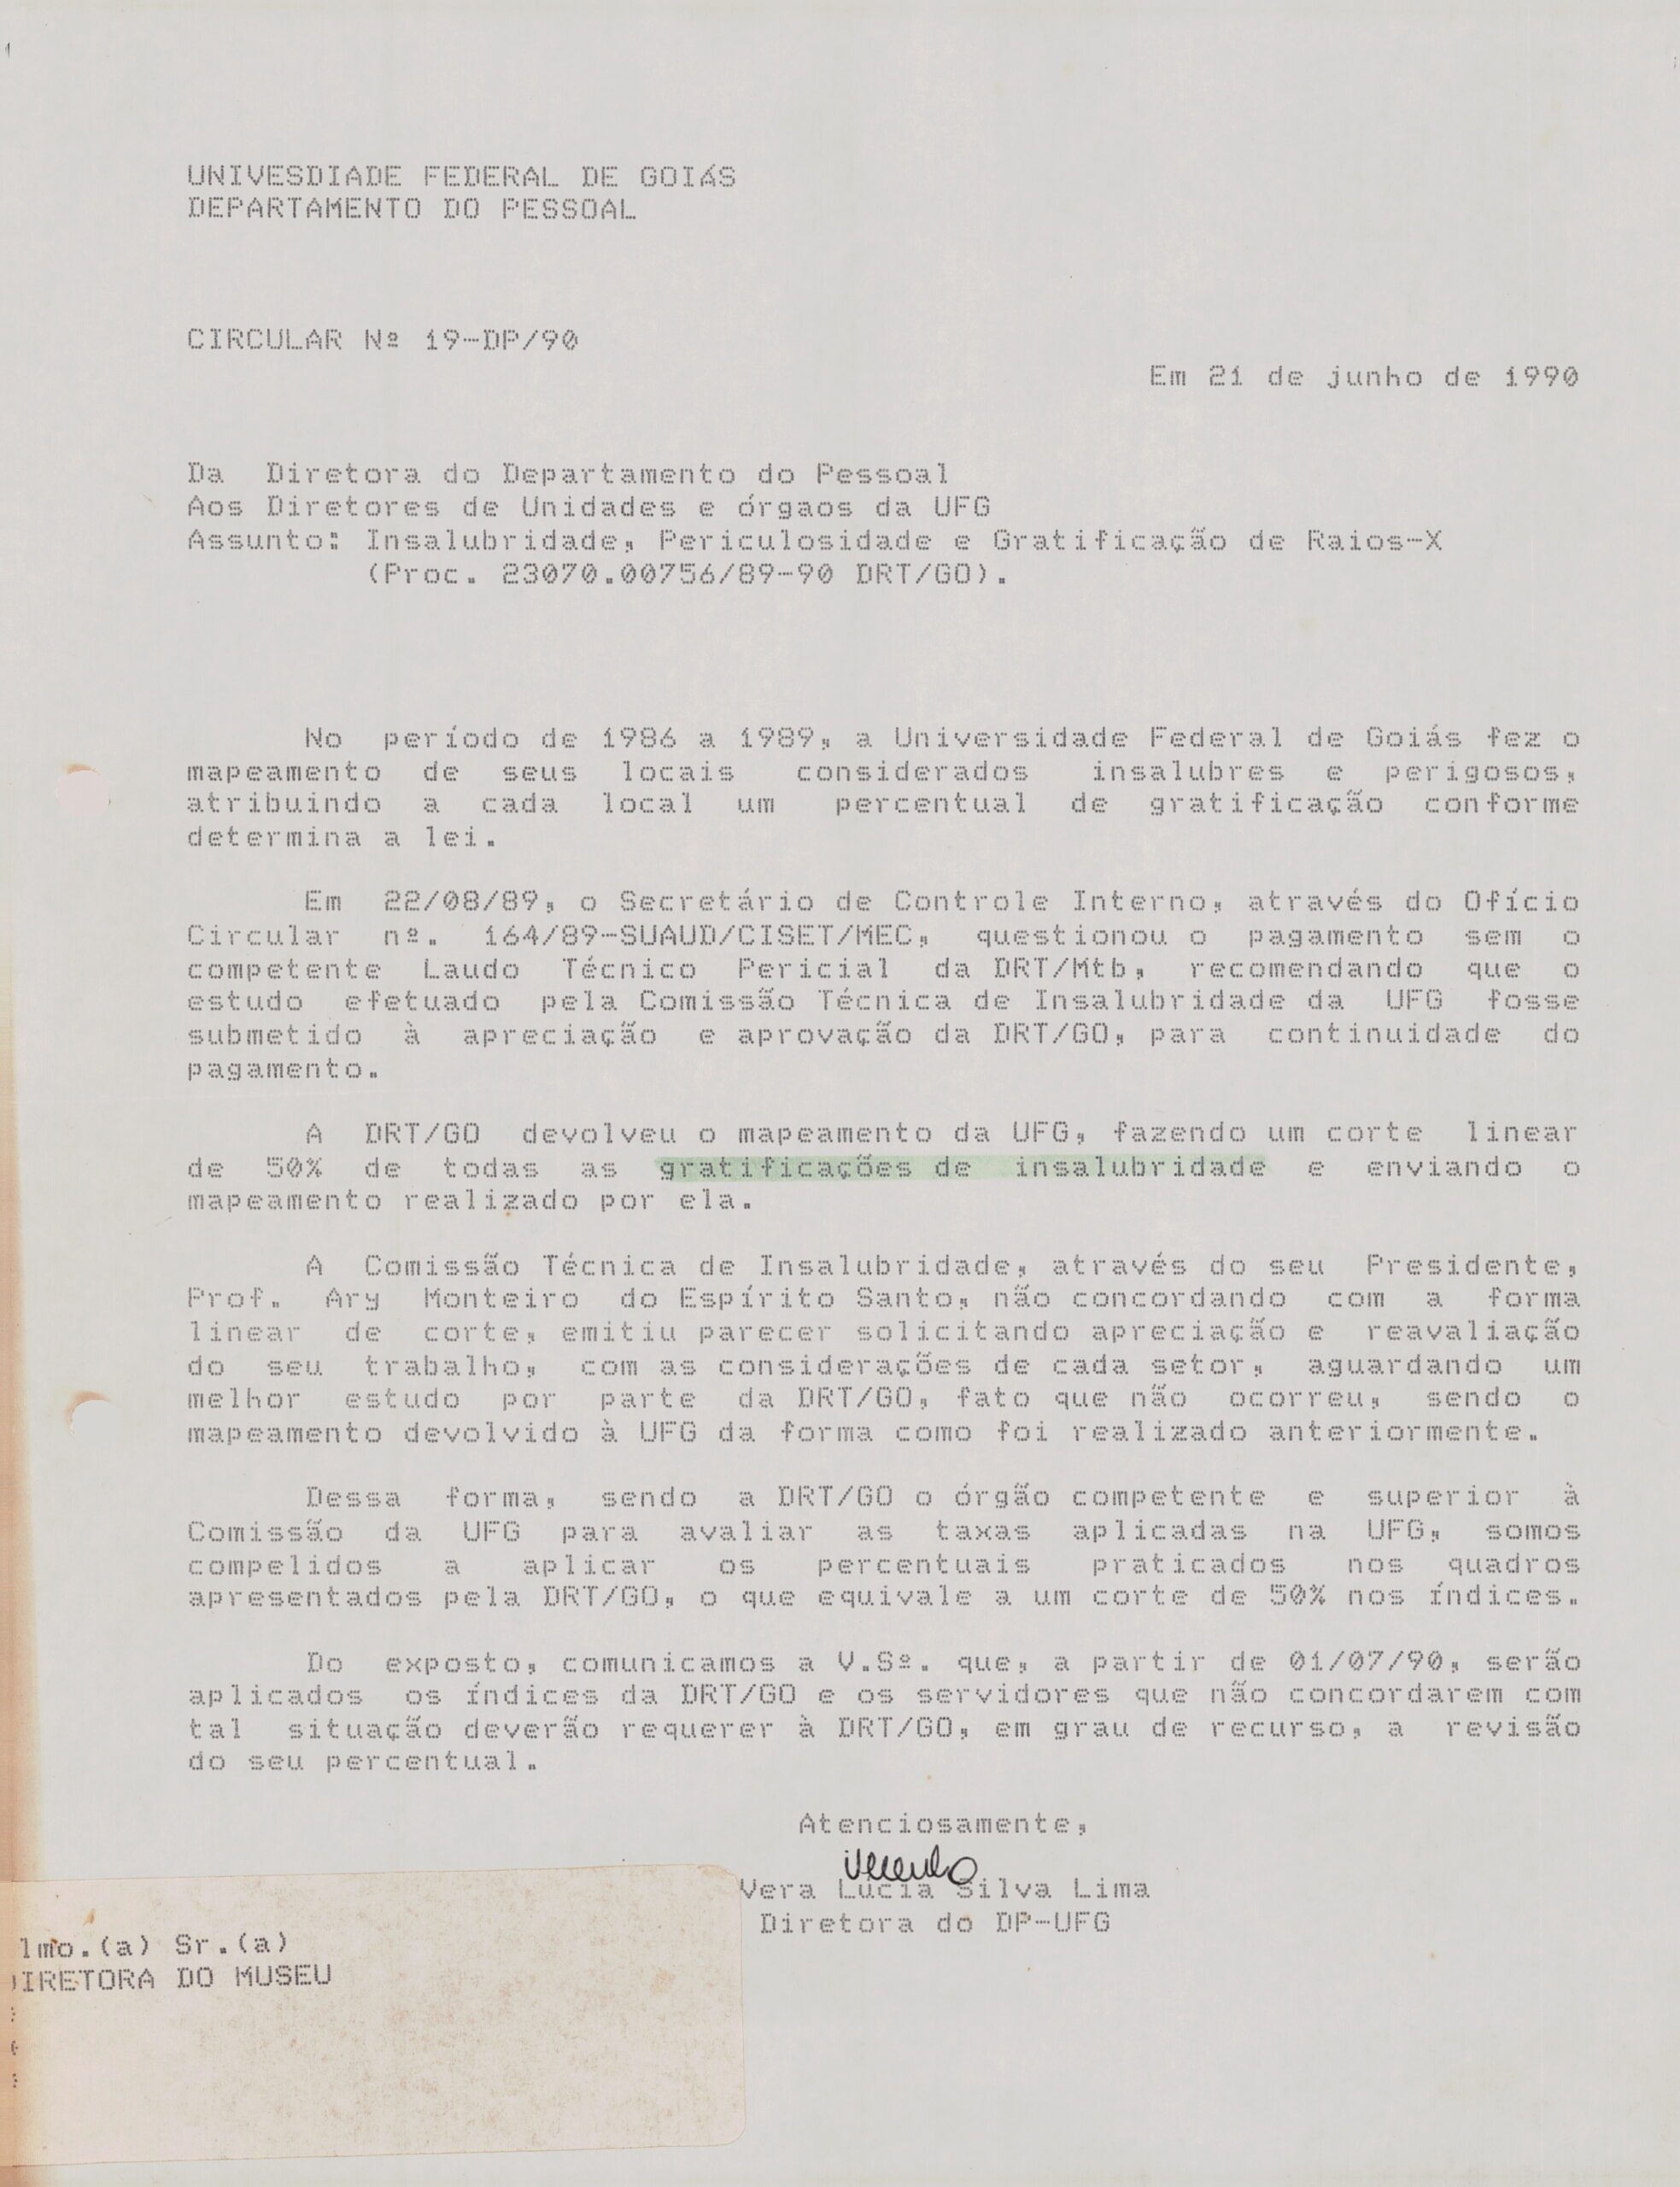 UNIVESDIADE FEDERAL DE GOIÁS
DEPARTAMENTO DO PESSOAL
CIRCULAR Nº 19-DP/90
Em 21 de junho de 1990
Da Diretora do Departamento do Pessoal
Aos Diretores de Unidades e órgaos da UFG
Assunto: Insalubridade, Periculosidade e Gratificação de Raios-X
(Proc. 23070.00756/89-90 DRT/GO).
No período de 1986 a 1989, a Universidade Federal de Goiás fez o
mapeamento de seus locais considerados insalubres e perigosos,
atribuindo a cada local um percentual de gratificação conforme
determina a lei.
Em 22/08/89, o Secretário de Controle Interno, através do Ofício
Circular nº. 164/89-SUAUD/CISET/MEC, questionou o pagamento sem o
competente Laudo Técnico Pericial da DRT/Mtb, recomendando que o
estudo efetuado pela Comissão Técnica de Insalubridade da UFG fosse
submetido à apreciação e aprovação da DRT/GO, para continuidade do
pagamento.
A DRT/GO devolveu o mapeamento da UFG, fazendo um corte linear
de 50% de todas as gratificações de insalubridade e enviando o
mapeamento realizado por ela.
A Comissão Técnica de Insalubridade, através do seu Presidente,
Prof. Ary Monteiro do Espírito Santo, não concordando com a forma
linear de corte, emitiu parecer solicitando apreciação e reavaliação
do seu trabalho, com as considerações de cada setor, aguardando um
melhor estudo por parte da DRT/GO, fato que não ocorreu, sendo o
mapeamento devolvido à UFG da forma como foi realizado anteriormente.
Dessa forma, sendo a DRT/GO o órgão competente e superior à
Comissão da UFG para avaliar as taxas aplicadas na UFG, somos
compelidos a aplicar os percentuais praticados nos quadros
apresentados pela DRT/GO, o que equivale a um corte de 50% nos índices.
Do exposto, comunicamos a V.Sº. que, a partir de 01/07/90, serão
aplicados os índices da DRT/GO e os servidores que não concordarem com
tal situação deverão requerer à DRT/GO, em grau de recurso, a revisão
do seu percentual.
Atenciosamente,
Vera Lucia Silva Lima
Diretora do DP-UFG
lmo.(a) Sr.(a)
DIRETORA DO MUSEU